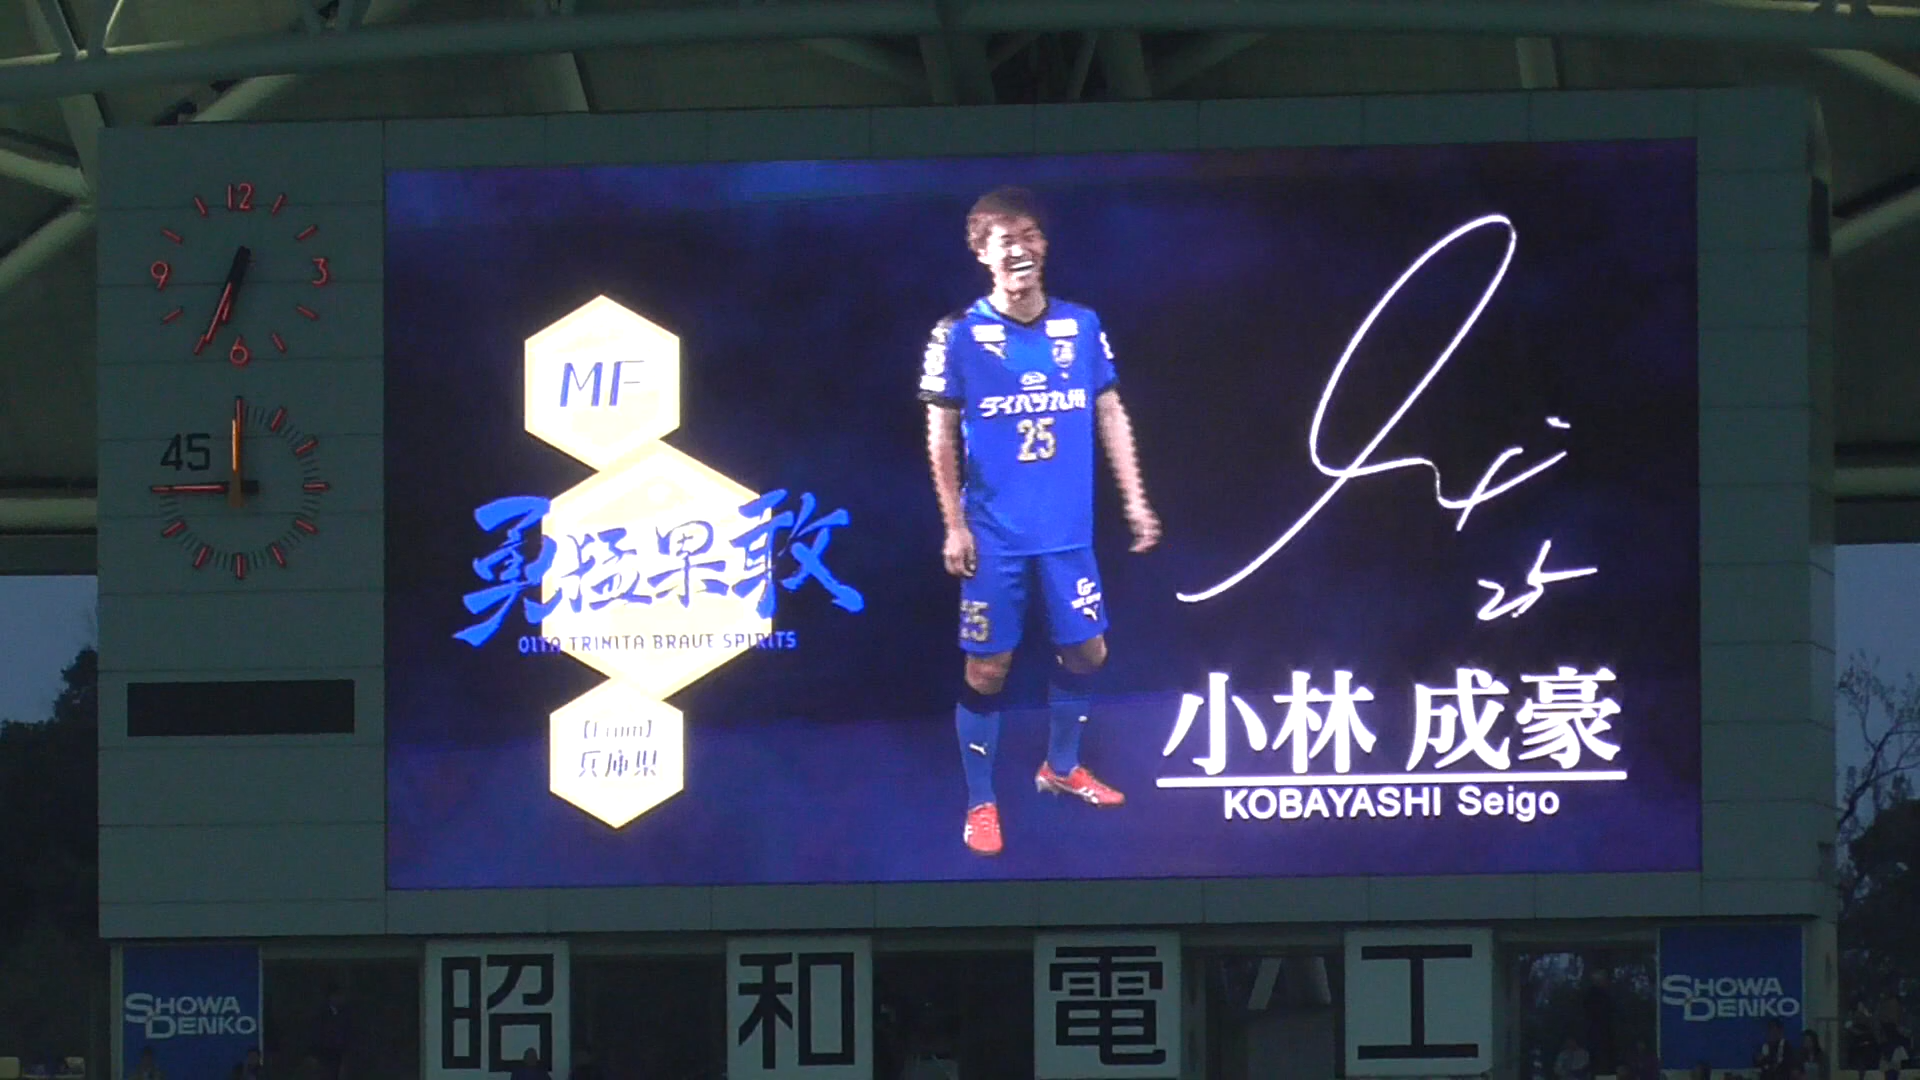 12
3
6
9
45
MF
勇猛果敢
OITA TRINITA BRAVE SPIRITS
【From】
兵庫県
ダイハツ九州
25
25
25
小林 成豪
KOBAYASHI Seigo
SHOWA
DENKO
昭和電工
SHOWA
DENKO